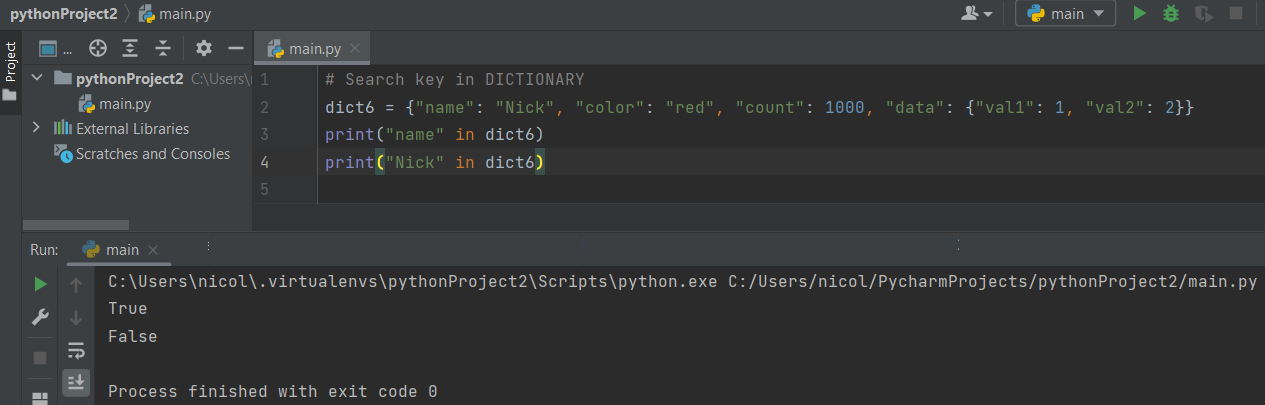 pythonProject2 main.py
main
Project
...
main.py
pythonProject2 C:\Users\
main.py
External Libraries
Scratches and Consoles
1 # Search key in DICTIONARY
2 dict6 = {"name": "Nick", "color": "red", "count": 1000, "data": {"val1": 1, "val2": 2}}
3 print("name" in dict6)
4 print("Nick" in dict6)
5
Run: main
C:\Users\nicol\.virtualenvs\pythonProject2\Scripts\python.exe C:/Users/nicol/PycharmProjects/pythonProject2/main.py
True
False
Process finished with exit code 0